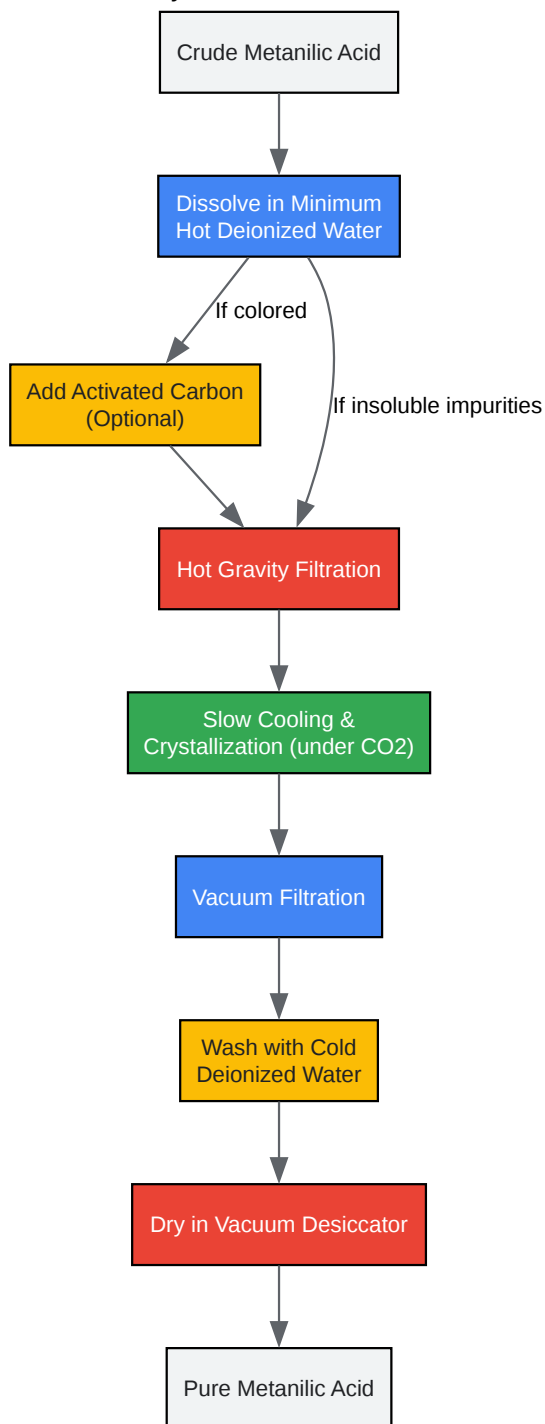 Crude Metanilic Acid
Dissolve in Minimum
Hot Deionized Water
If colored
Add Activated Carbon
(Optional)
If insoluble impurities
Hot Gravity Filtration
Slow Cooling &
Crystallization (under CO2)
Vacuum Filtration
Wash with Cold
Deionized Water
Dry in Vacuum Desiccator
Pure Metanilic Acid